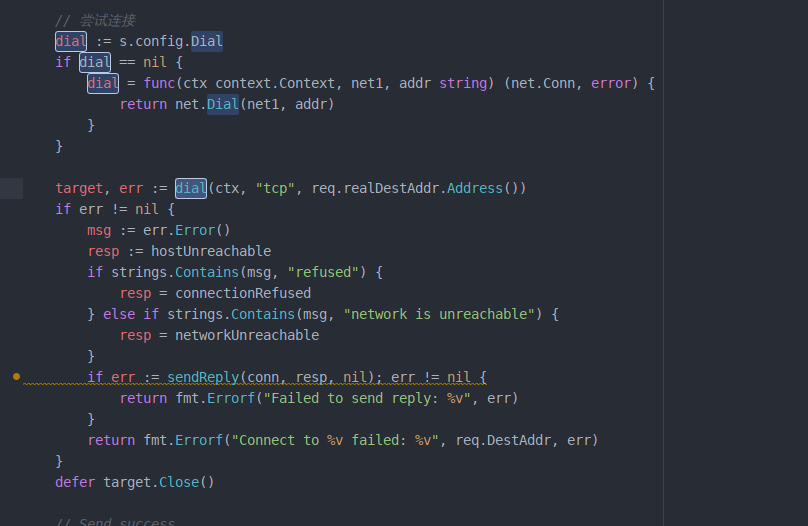 // 尝试连接
dial := s.config.Dial
if dial == nil {
dial = func(ctx context.Context, net1, addr string) (net.Conn, error) {
return net.Dial(net1, addr)
}
}
target, err := dial(ctx, "tcp", req.realDestAddr.Address())
if err != nil {
msg := err.Error()
resp := hostUnreachable
if strings.Contains(msg, "refused") {
resp = connectionRefused
} else if strings.Contains(msg, "network is unreachable") {
resp = networkUnreachable
}
if err := sendReply(conn, resp, nil); err != nil {
return fmt.Errorf("Failed to send reply: %v", err)
}
return fmt.Errorf("Connect to %v failed: %v", req.DestAddr, err)
}
defer target.Close()
// Send success